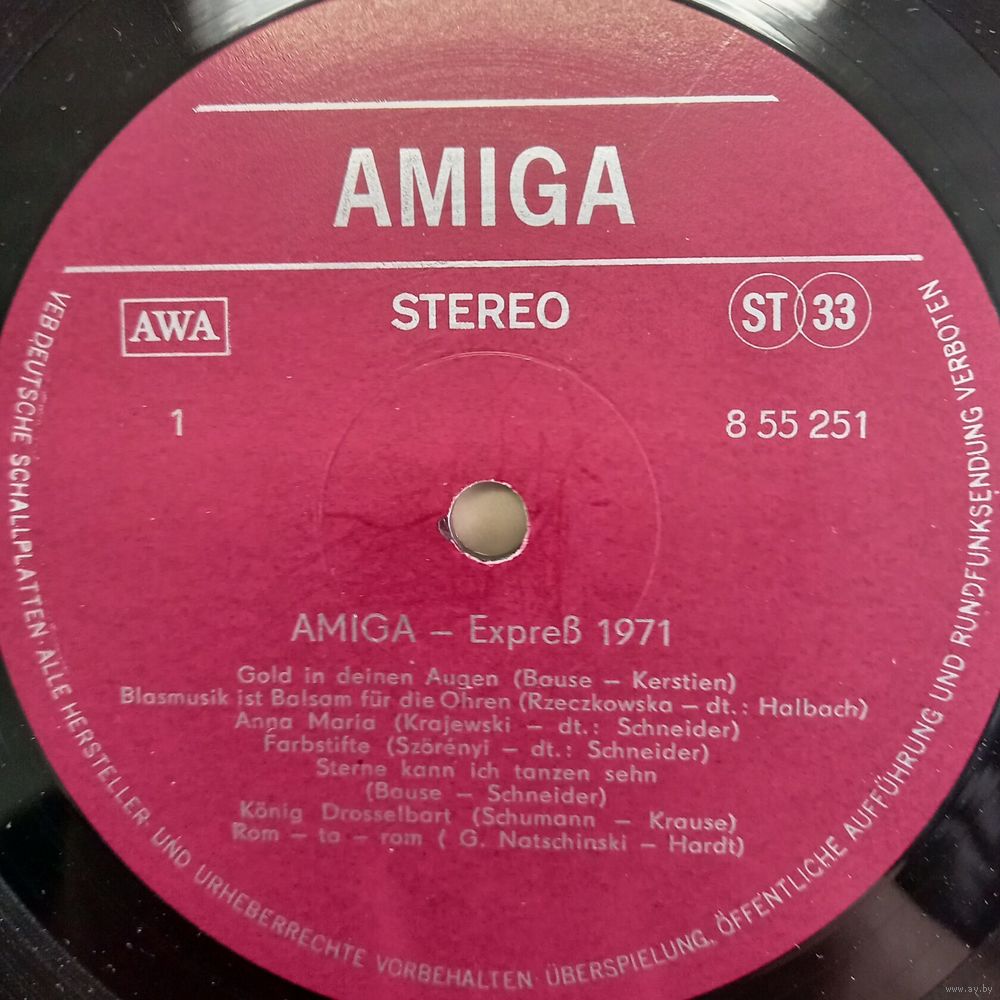 AMIGA
AWA
STEREO
ST 33
1
8 55 251
AMIGA – Expreß 1971
Gold in deinen Augen (Bause – Kerstien)
Blasmusik ist Balsam für die Ohren (Rzeczkowska – dt.: Halbach)
Anna Maria (Krajewski – dt.: Schneider)
Farbstifte (Szörényi – dt.: Schneider)
Sterne kann ich tanzen sehn
(Bause – Schneider)
König Drosselbart (Schumann – Krause)
Rom – ta – rom ( G. Natschinski – Hardt)
VEB DEUTSCHE SCHALLPLATTEN · ALLE HERSTELLER- UND URHEBERRECHTE VORBEHALTEN · ÜBERSPIELUNG, ÖFFENTLICHE AUFFÜHRUNG UND RUNDFUNKSENDUNG VERBOTEN
www.ay.by